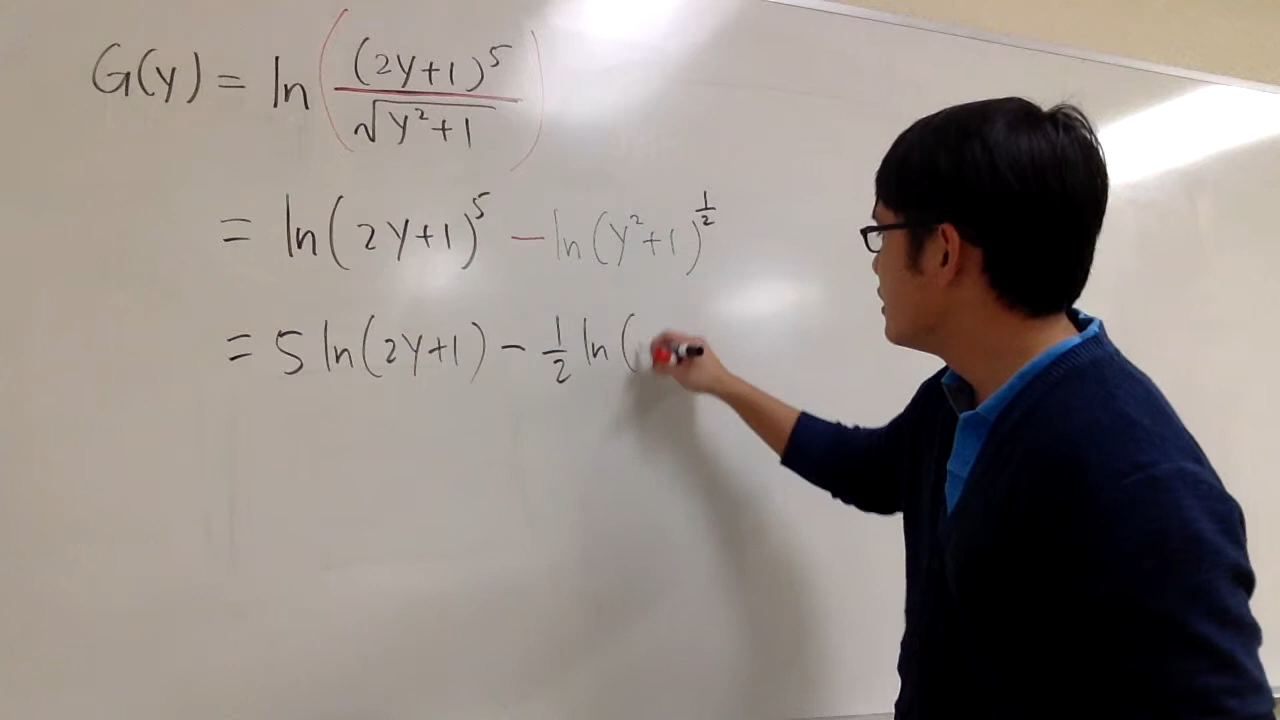 G(y) = ln( (2y+1)^5 / √(y²+1) )
= ln(2y+1)^5 − ln(y²+1)^(1/2)
= 5 ln(2y+1) − 1/2 ln(